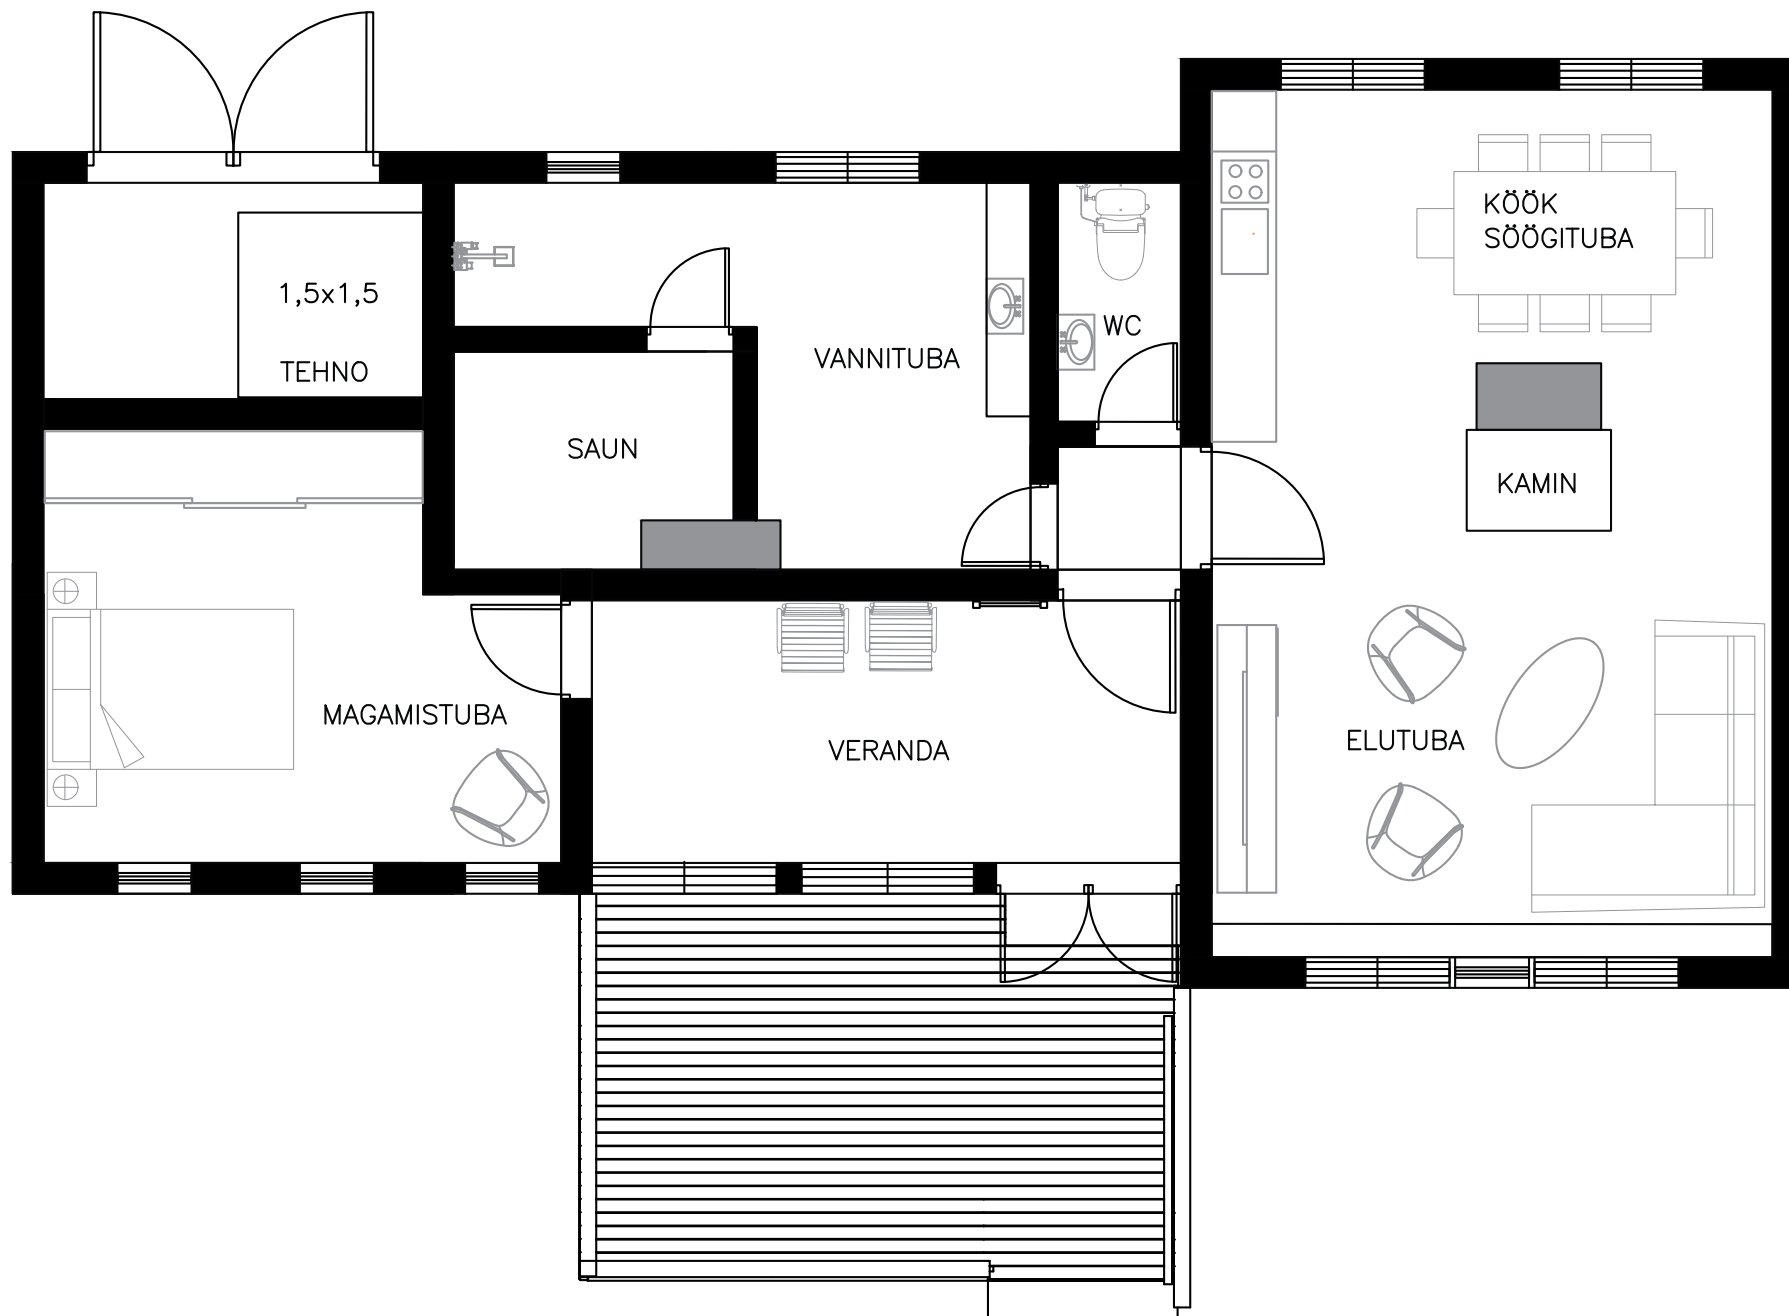 KÖÖK
SÖÖGITUBA
1,5x1,5
TEHNO
WC
VANNITUBA
SAUN
KAMIN
MAGAMISTUBA
VERANDA
ELUTUBA